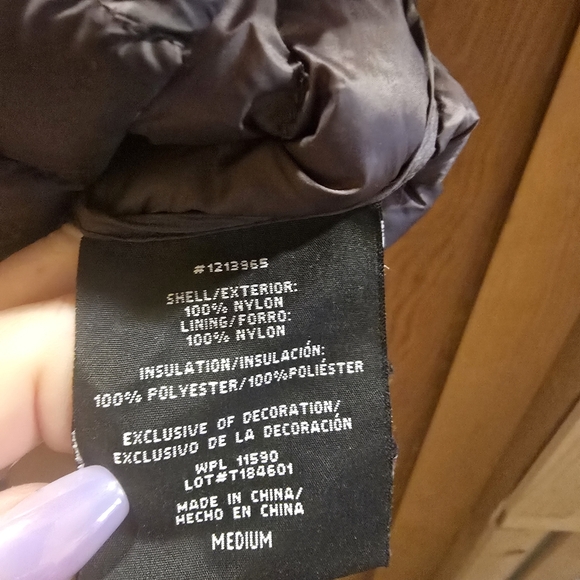 #1213965
SHELL/EXTERIOR:
100% NYLON
LINING/FORRO:
100% NYLON
INSULATION/INSULACIÓN:
100% POLYESTER/100%POLIÉSTER
EXCLUSIVE OF DECORATION/
EXCLUSIVO DE LA DECORACIÓN
WPL 11590
LOT#T184601
MADE IN CHINA/
HECHO EN CHINA
MEDIUM